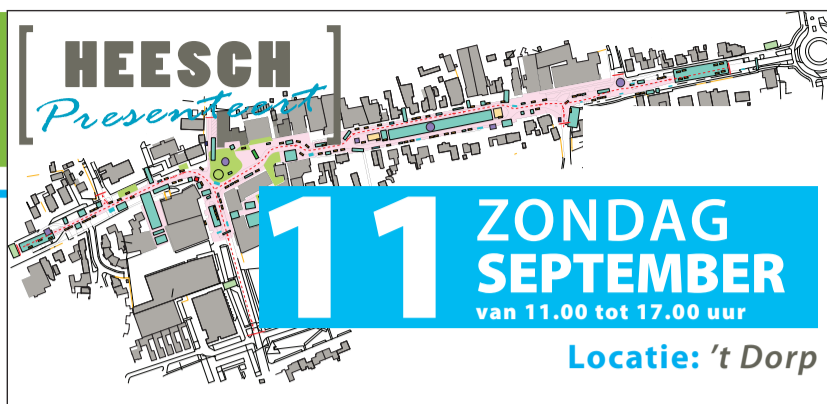 [ HEESCH ]
Presenteert
11 ZONDAG
SEPTEMBER
van 11.00 tot 17.00 uur
Locatie: ’t Dorp